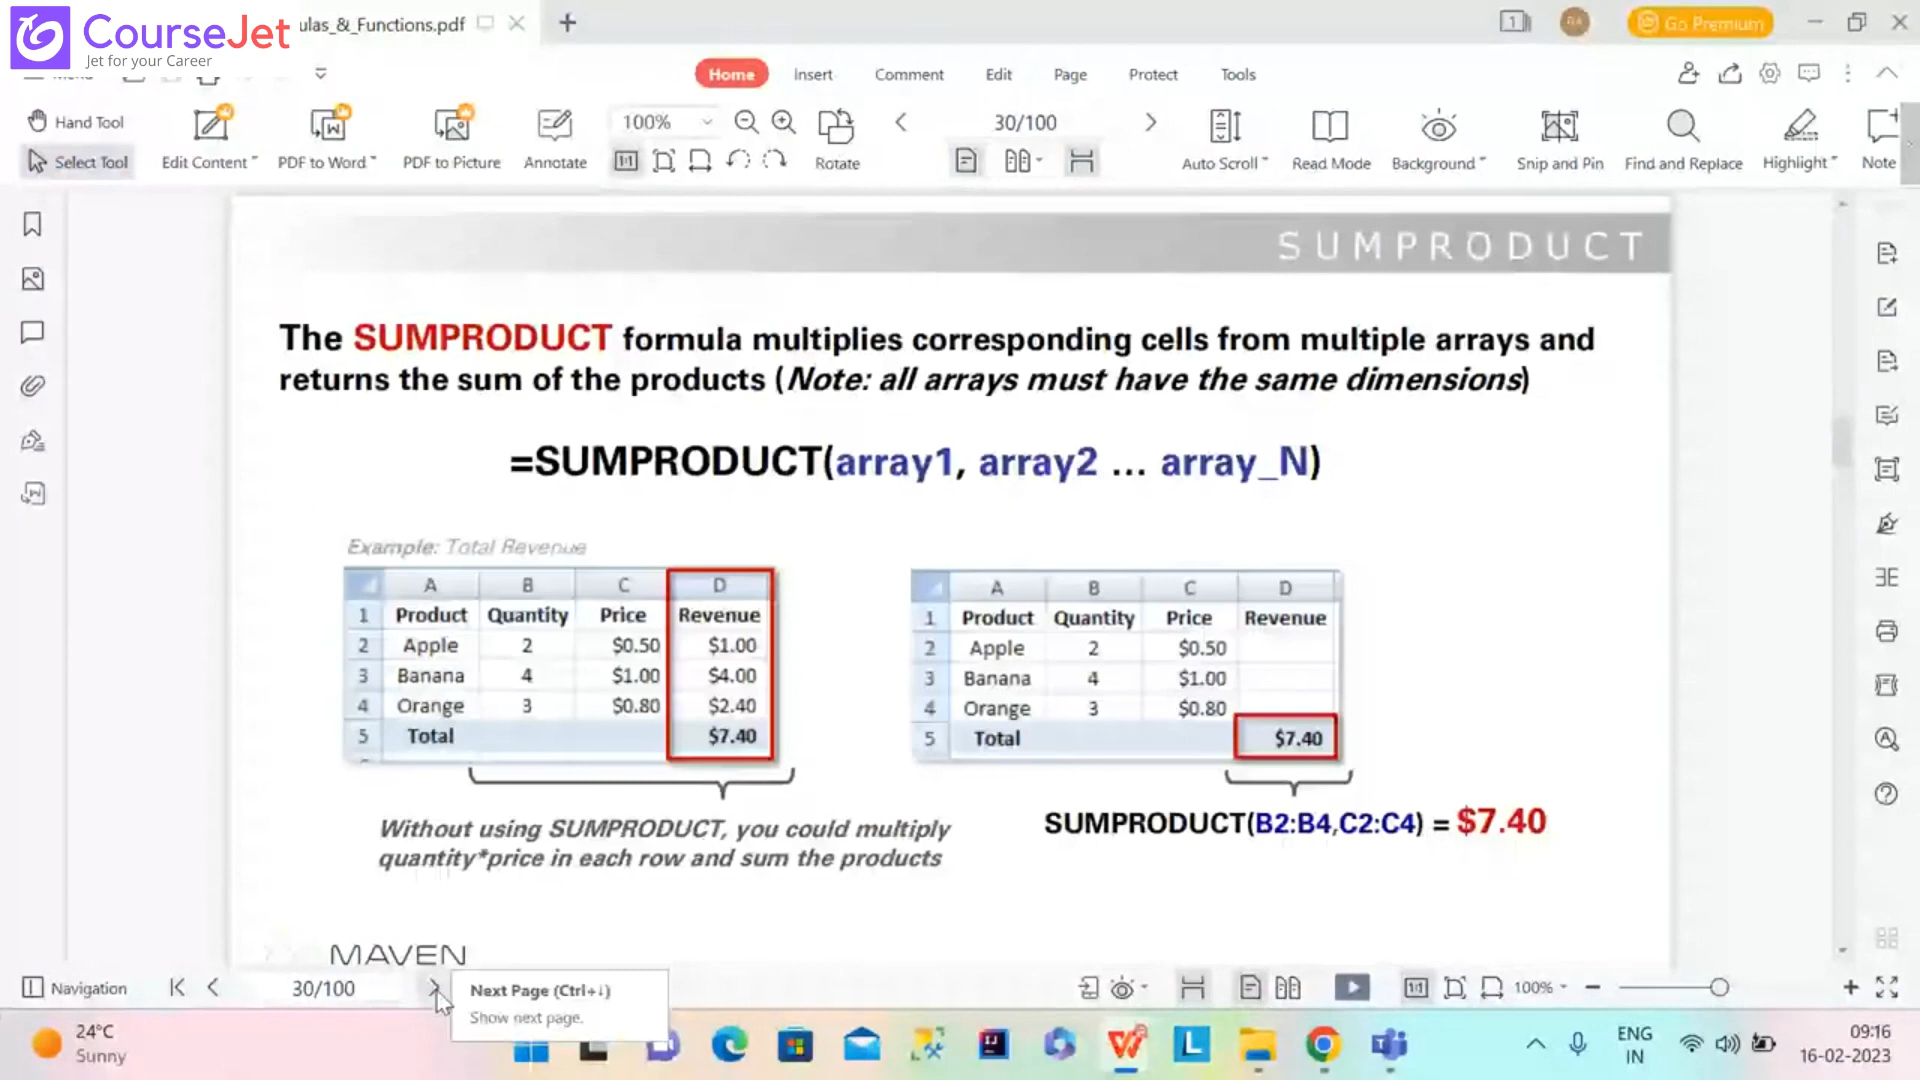 CourseJet
Jet for your Career
ulas_&_Functions.pdf
Go Premium
Home Insert Comment Edit Page Protect Tools
Hand Tool
Select Tool
Edit Content
PDF to Word
PDF to Picture
Annotate
100%
Rotate
30/100
Auto Scroll
Read Mode
Background
Snip and Pin
Find and Replace
Highlight
Note
SUMPRODUCT
The SUMPRODUCT formula multiplies corresponding cells from multiple arrays and
returns the sum of the products (Note: all arrays must have the same dimensions)
=SUMPRODUCT(array1, array2 ... array_N)
Example: Total Revenue
A B C D
1 Product Quantity Price Revenue
2 Apple 2 $0.50 $1.00
3 Banana 4 $1.00 $4.00
4 Orange 3 $0.80 $2.40
5 Total $7.40
A B C D
1 Product Quantity Price Revenue
2 Apple 2 $0.50
3 Banana 4 $1.00
4 Orange 3 $0.80
5 Total $7.40
Without using SUMPRODUCT, you could multiply
quantity*price in each row and sum the products
SUMPRODUCT(B2:B4,C2:C4) = $7.40
MAVEN
Navigation
30/100
Next Page (Ctrl+↓)
Show next page.
100%
24°C
Sunny
ENG
IN
09:16
16-02-2023